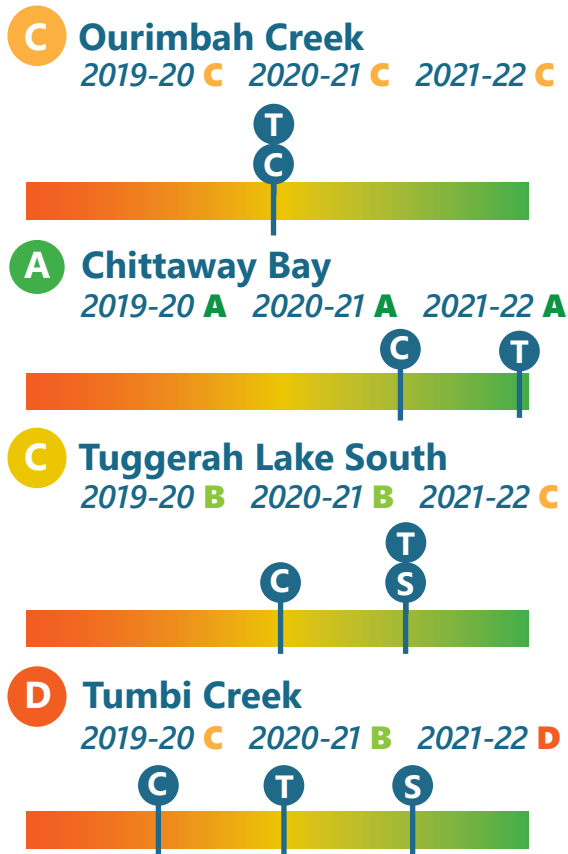 C Ourimbah Creek
2019-20 C 2020-21 C 2021-22 C
T
C
A Chittaway Bay
2019-20 A 2020-21 A 2021-22 A
C T
C Tuggerah Lake South
2019-20 B 2020-21 B 2021-22 C
T
C S
D Tumbi Creek
2019-20 C 2020-21 B 2021-22 D
C T S